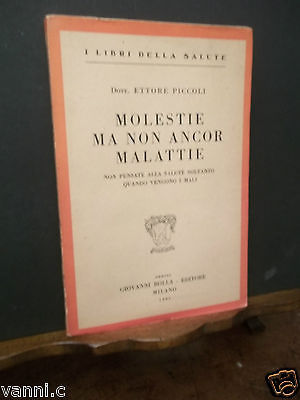 I LIBRI DELLA SALUTE
DOTT. ETTORE PICCOLI
MOLESTIE
MA NON ANCOR
MALATTIE
NON PENSATE ALLA SALUTE SOLTANTO
QUANDO VENGONO I MALI
GIOVANNI BOLLA - EDITORE
MILANO
vanni.c